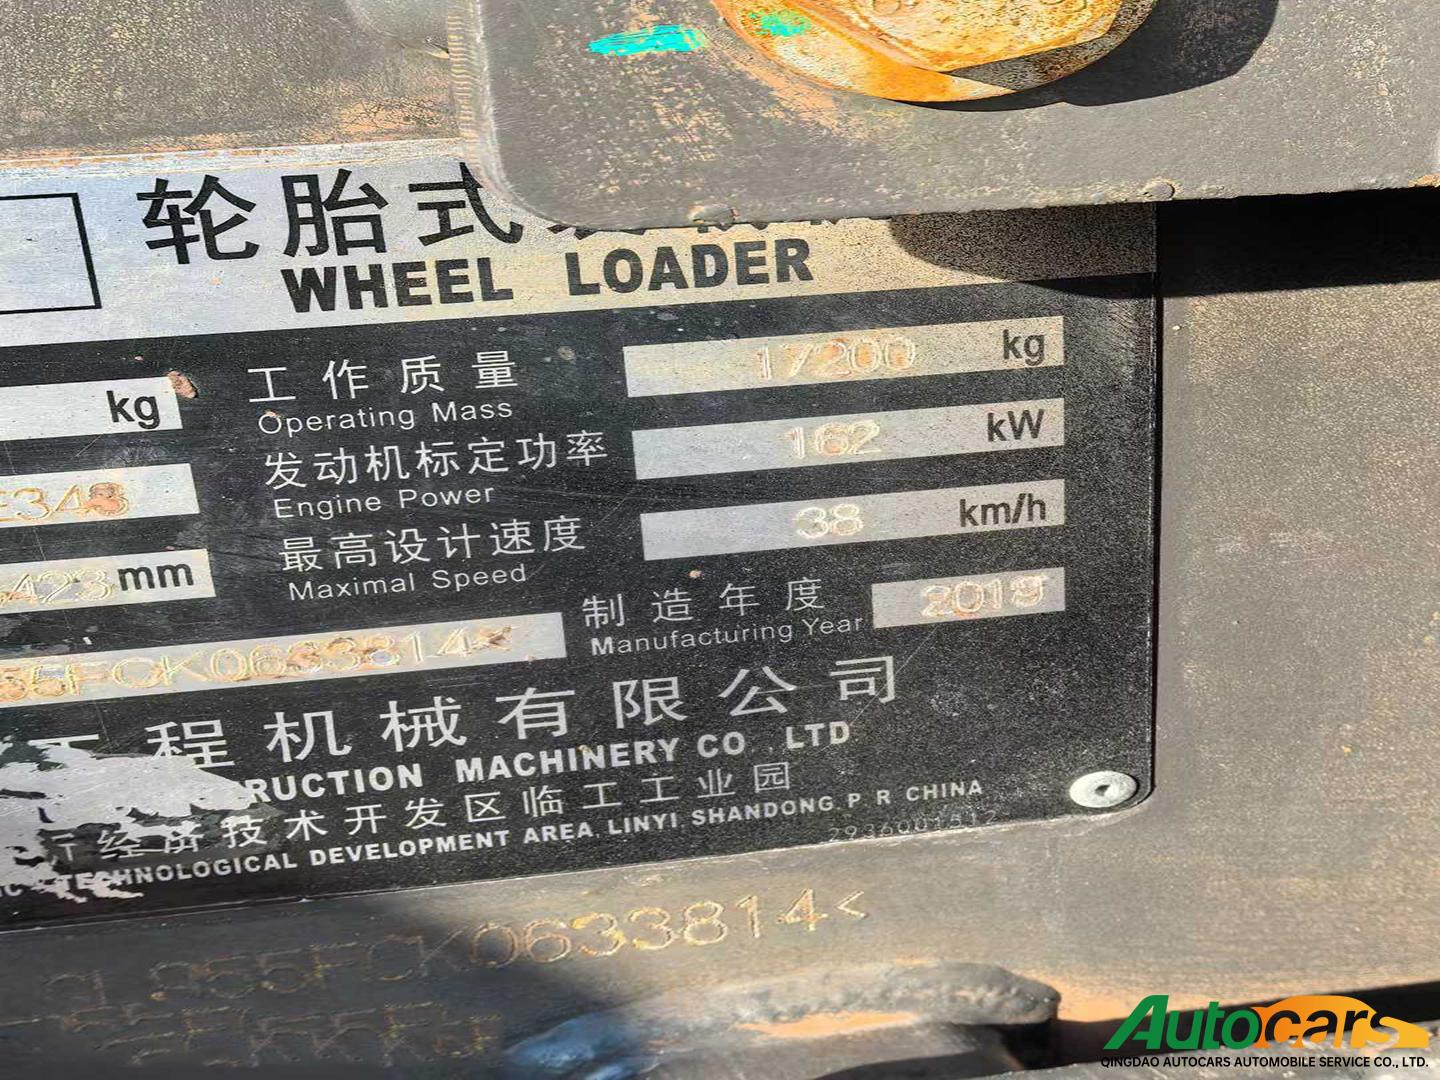 轮胎式
WHEEL LOADER
kg
工作质量
Operating Mass
17200 kg
E348
发动机标定功率
Engine Power
162 kW
423 mm
最高设计速度
Maximal Speed
38 km/h
55FCK0633814<
制造年度
Manufacturing Year
2019
工程机械有限公司
RUCTION MACHINERY CO.,LTD
经济技术开发区临工工业园
TECHNOLOGICAL DEVELOPMENT AREA, LINYI, SHANDONG, P R CHINA
2936001512
955FCK0633814<
Autocars
QINGDAO AUTOCARS AUTOMOBILE SERVICE CO., LTD.